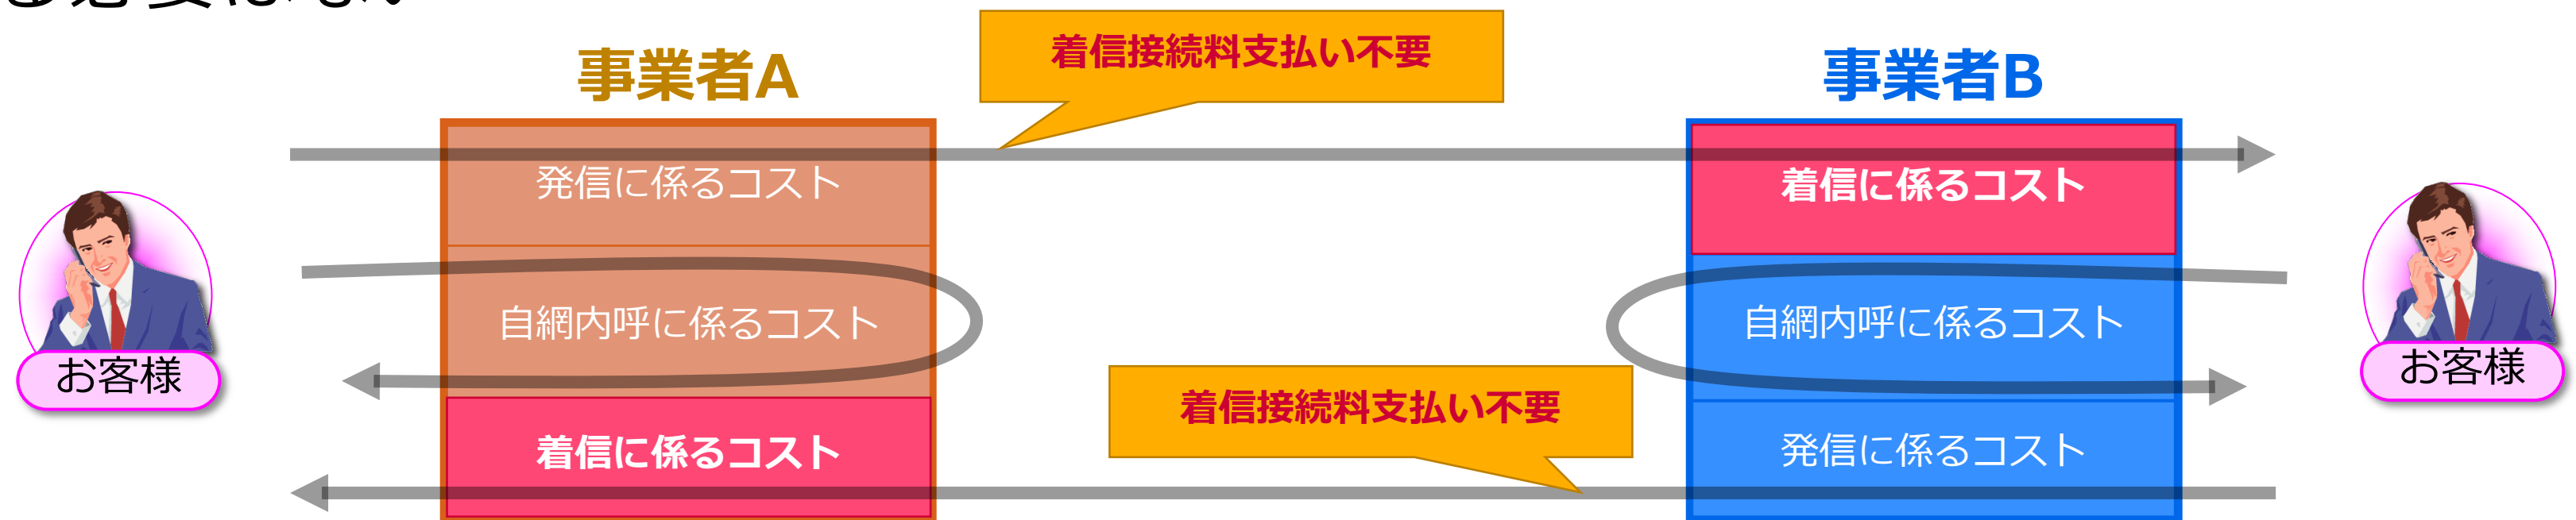 着信接続料支払い不要
事業者A
事業者B
発信に係るコスト
着信に係るコスト
自網内呼に係るコスト
自網内呼に係るコスト
お客様
お客様
着信接続料支払い不要
着信に係るコスト
発信に係るコスト